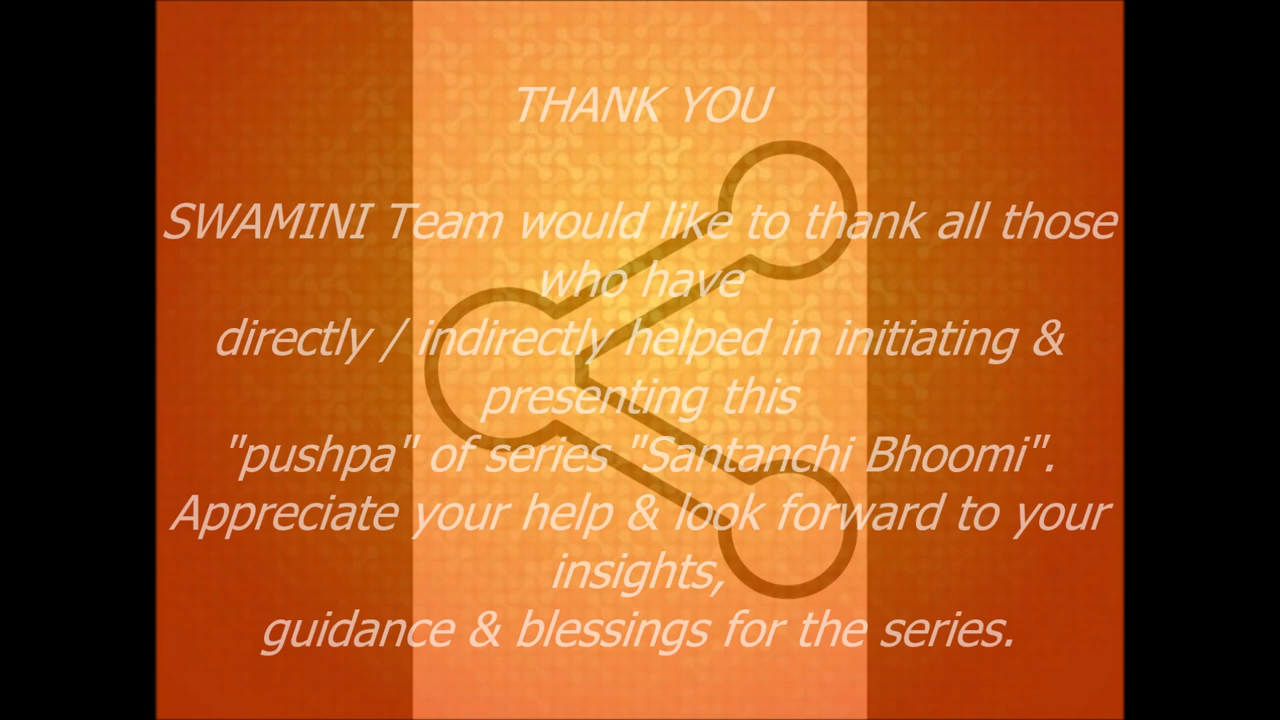 THANK YOU
SWAMINI Team would like to thank all those
who have
directly / indirectly helped in initiating &
presenting this
"pushpa" of series "Santanchi Bhoomi".
Appreciate your help & look forward to your
insights,
guidance & blessings for the series.